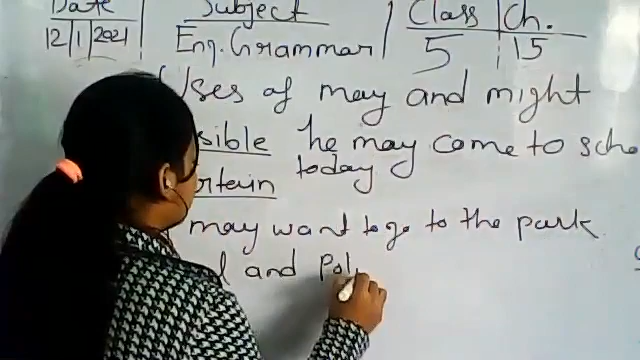 Date Subject Class Ch.
12 1 2021 Eng. Grammar 5 15
Uses of may and might
sible he may come to scho
rtain today
may want to go to the park
l and Pol